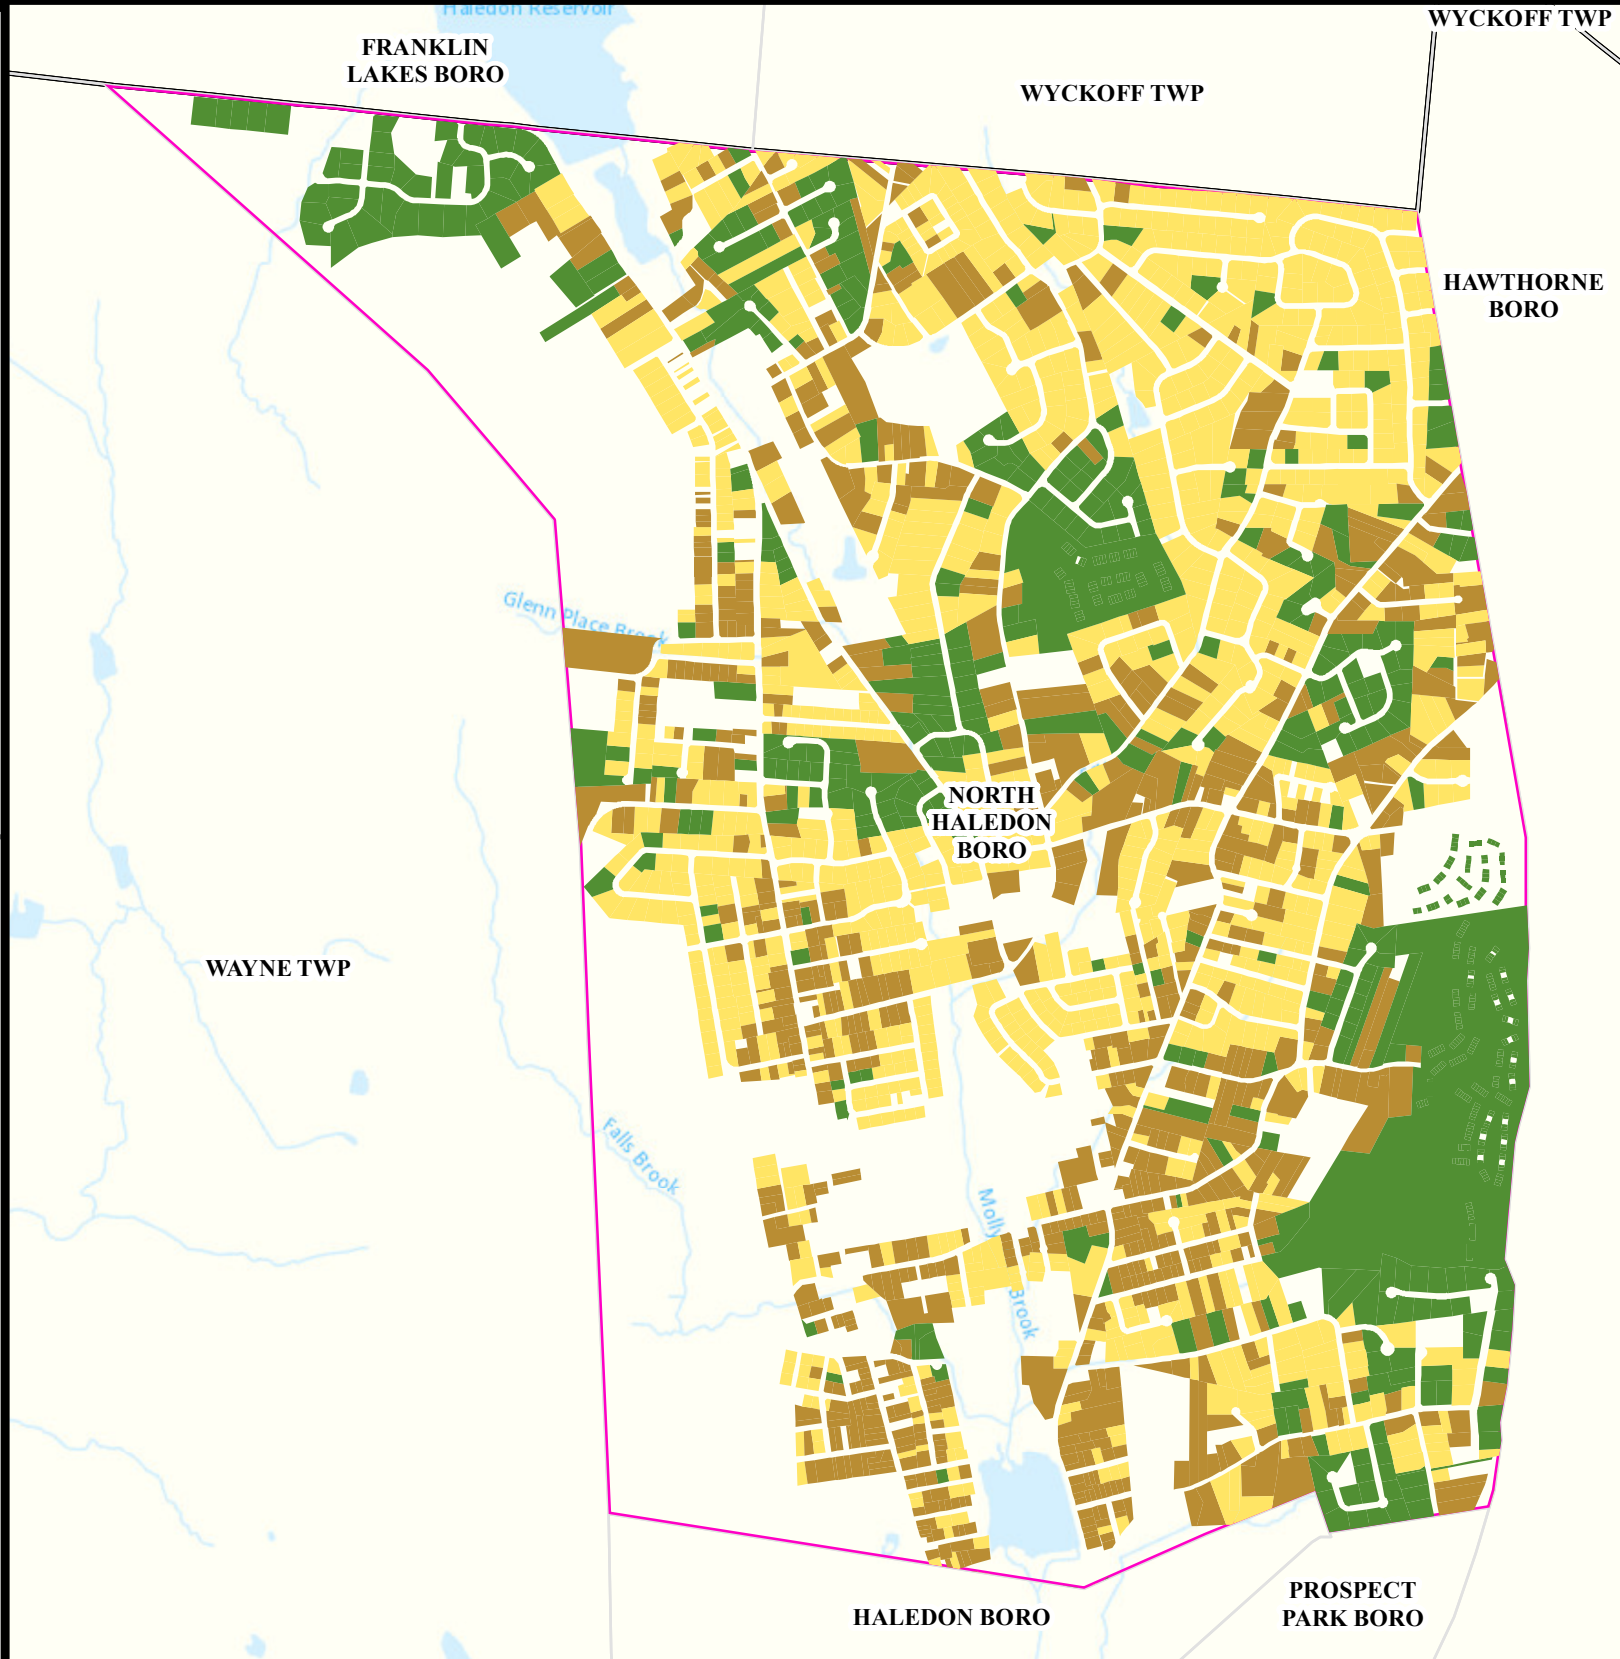 Haledon Reservoir
WYCKOFF TWP
FRANKLIN
LAKES BORO
WYCKOFF TWP
HAWTHORNE
BORO
Glenn Place Brook
NORTH
HALEDON
BORO
WAYNE TWP
Falls Brook
Molly
Brook
PROSPECT
PARK BORO
HALEDON BORO